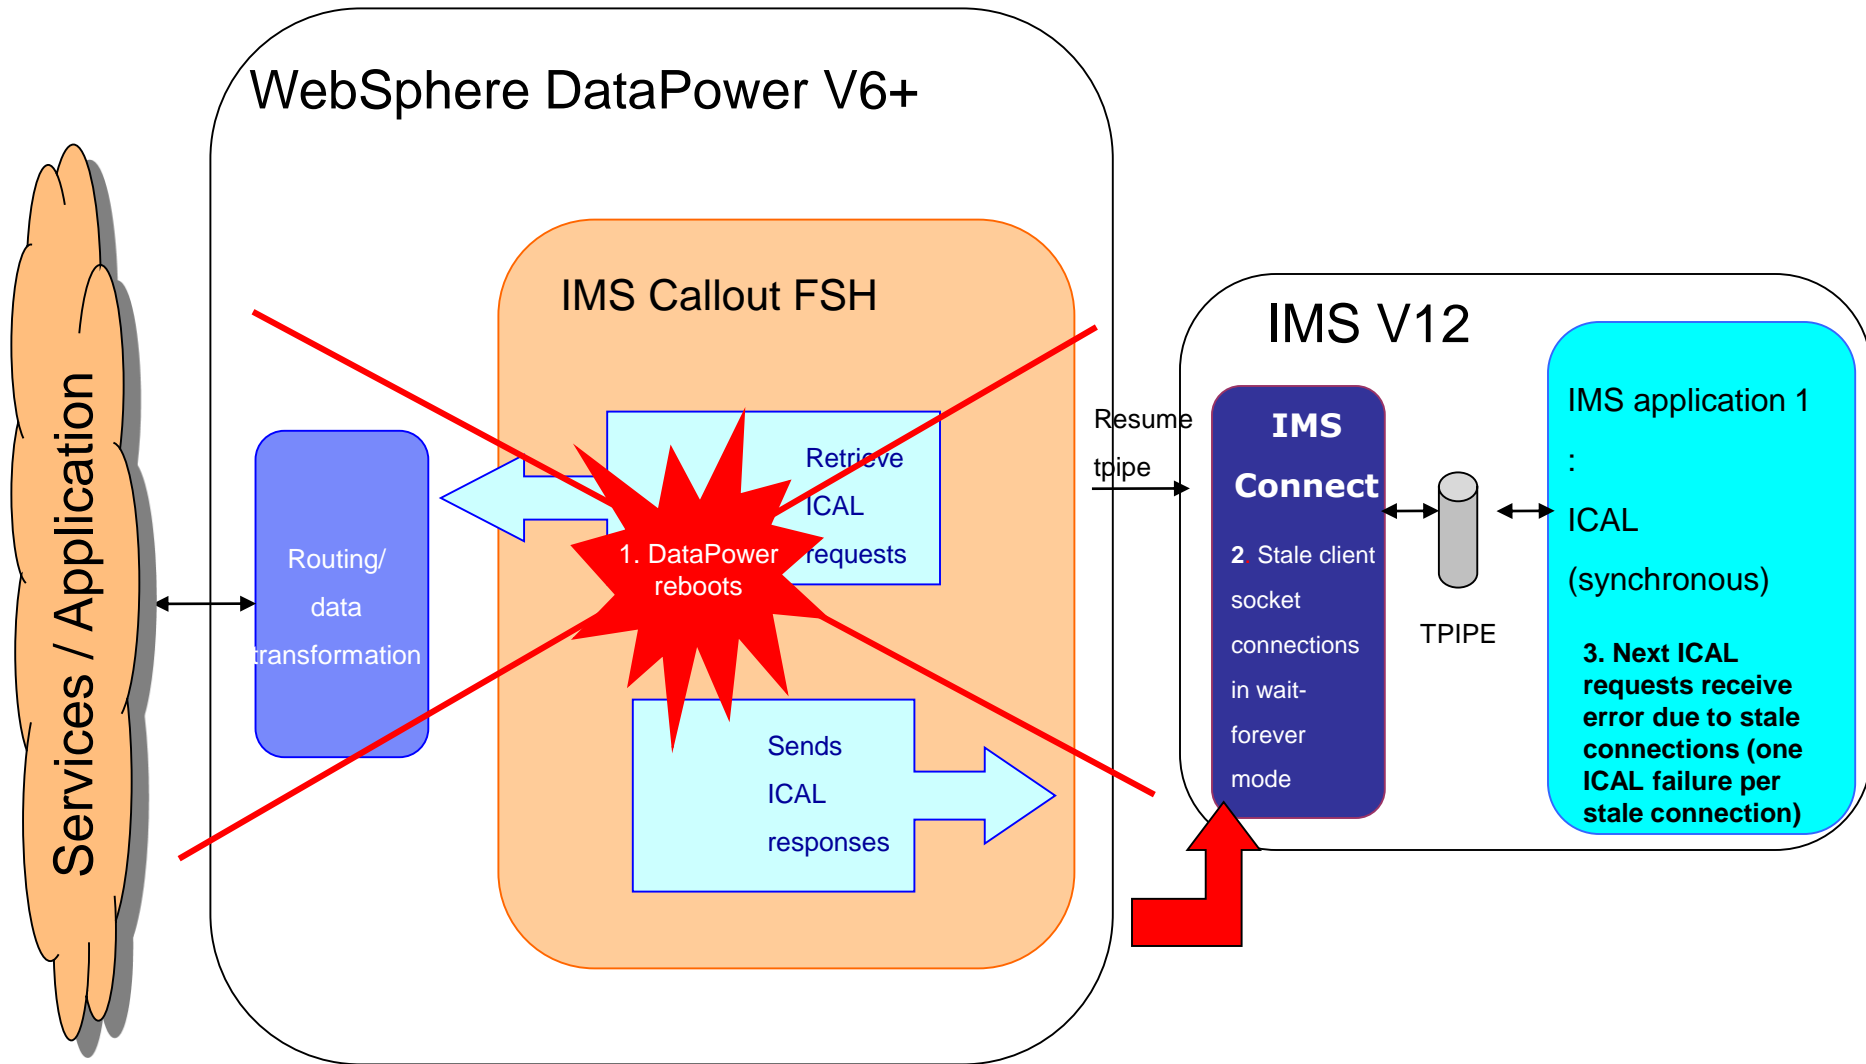 WebSphere DataPower V6+
Services / Application
IMS Callout FSH
Routing/
data
transformation
Retrieve
ICAL
requests
1. DataPower
reboots
Sends
ICAL
responses
Resume
tpipe
IMS V12
IMS
Connect
2. Stale client
socket
connections
in wait-
forever
mode
TPIPE
IMS application 1
:
ICAL
(synchronous)
3. Next ICAL
requests receive
error due to stale
connections (one
ICAL failure per
stale connection)